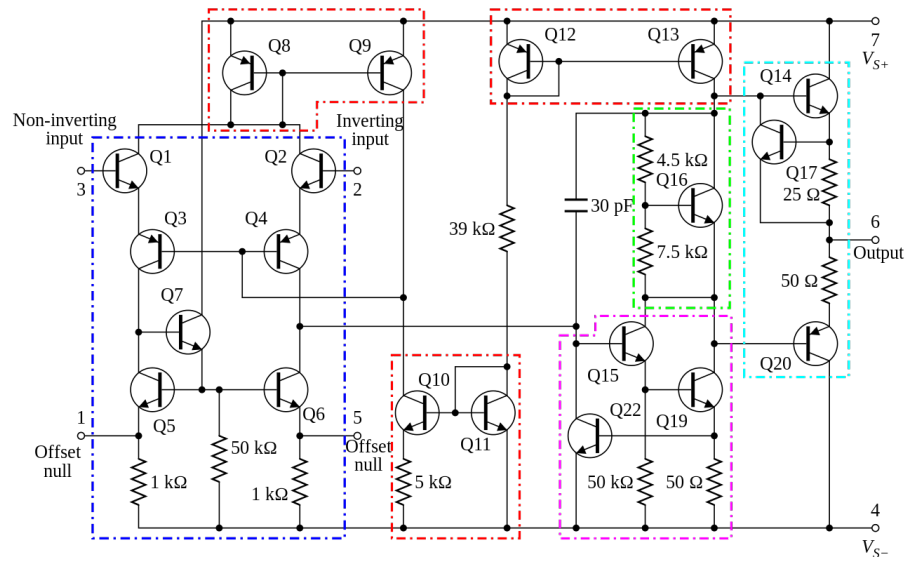 Q8
Q9
Q12
Q13
7
V_S+
Q14
Non-inverting
input
Inverting
input
Q1
Q2
3
2
4.5 kΩ
Q16
Q17
25 Ω
30 pF
Q3
Q4
39 kΩ
6
Output
7.5 kΩ
50 Ω
Q7
Q10
Q15
Q20
1
Q5
Q6
5
Q11
Q22
Q19
Offset
null
Offset
null
50 kΩ
1 kΩ
1 kΩ
5 kΩ
50 kΩ
50 Ω
4
V_S−